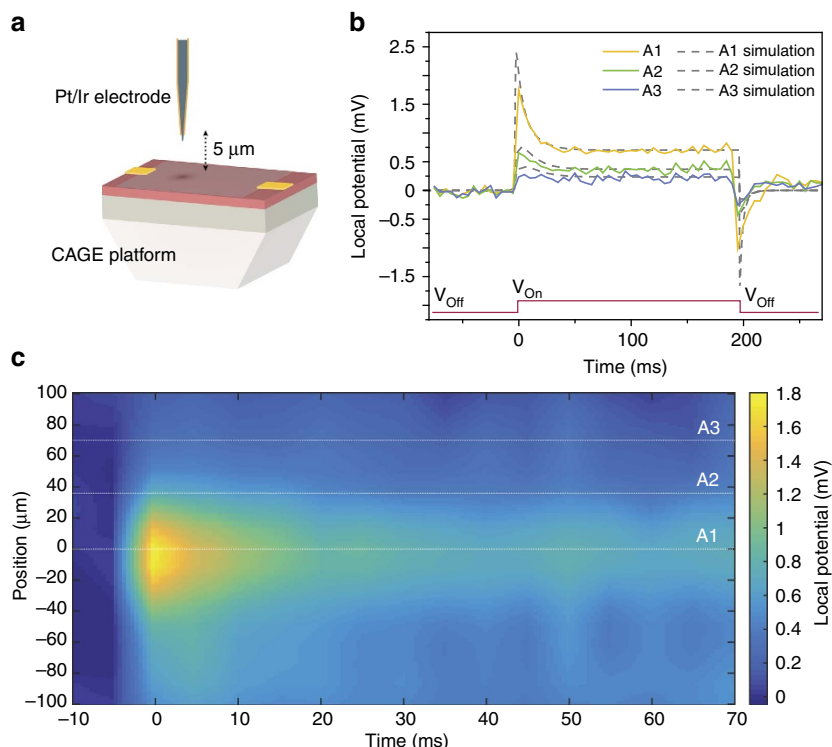 a
Pt/Ir electrode
5 μm
CAGE platform
b
Local potential (mV)
2.5
1.5
0.5
−0.5
−1.5
A1
A2
A3
A1 simulation
A2 simulation
A3 simulation
V_Off
V_On
V_Off
0
100
200
Time (ms)
c
Position (μm)
100
80
60
40
20
0
−20
−40
−60
−80
−100
A3
A2
A1
−10
0
10
20
30
40
50
60
70
Time (ms)
1.8
1.6
1.4
1.2
1
0.8
0.6
0.4
0.2
0
Local potential (mV)